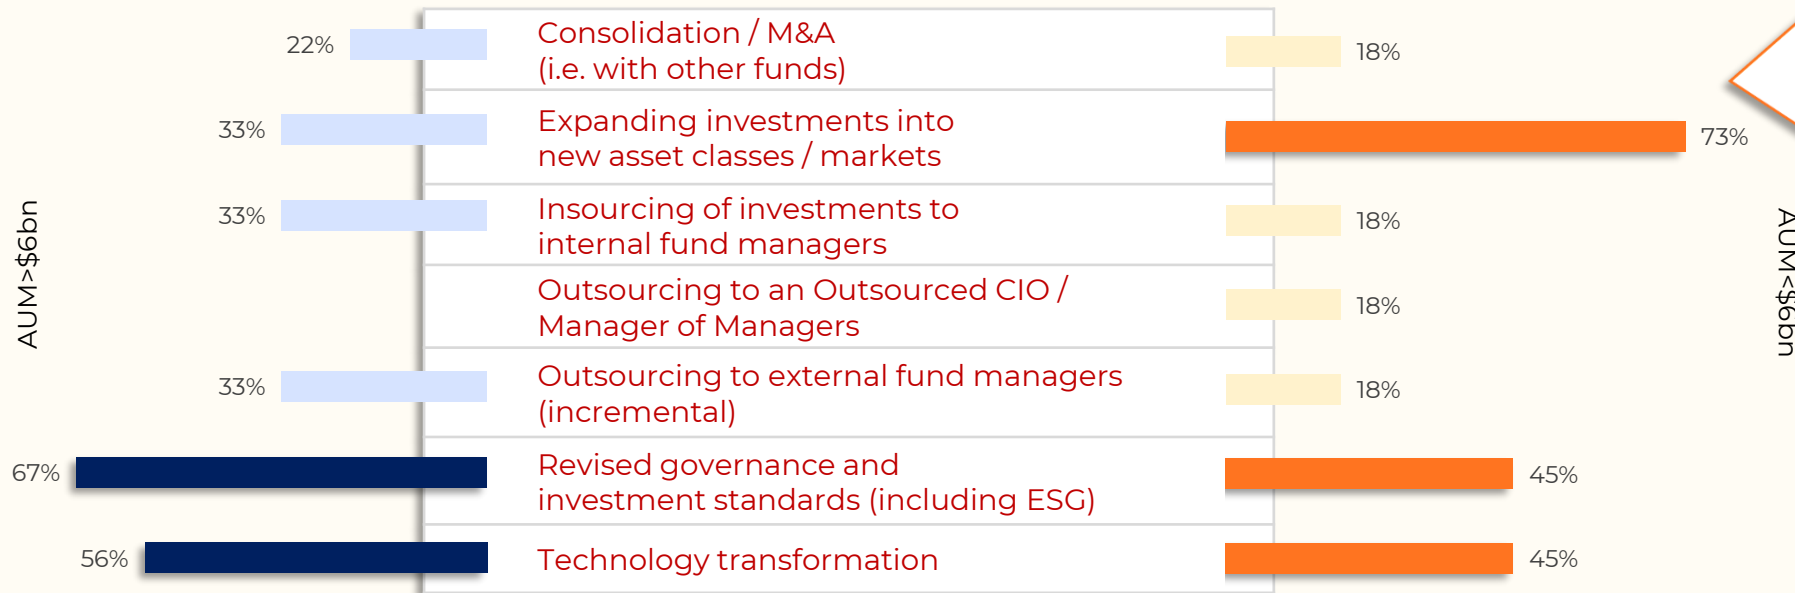 22%
Consolidation / M&A
(i.e. with other funds)
18%
33%
Expanding investments into
new asset classes / markets
73%
33%
Insourcing of investments to
internal fund managers
18%
Outsourcing to an Outsourced CIO /
Manager of Managers
18%
33%
Outsourcing to external fund managers
(incremental)
18%
67%
Revised governance and
investment standards (including ESG)
45%
56%
Technology transformation
45%
AUM>$6bn
AUM<$6bn